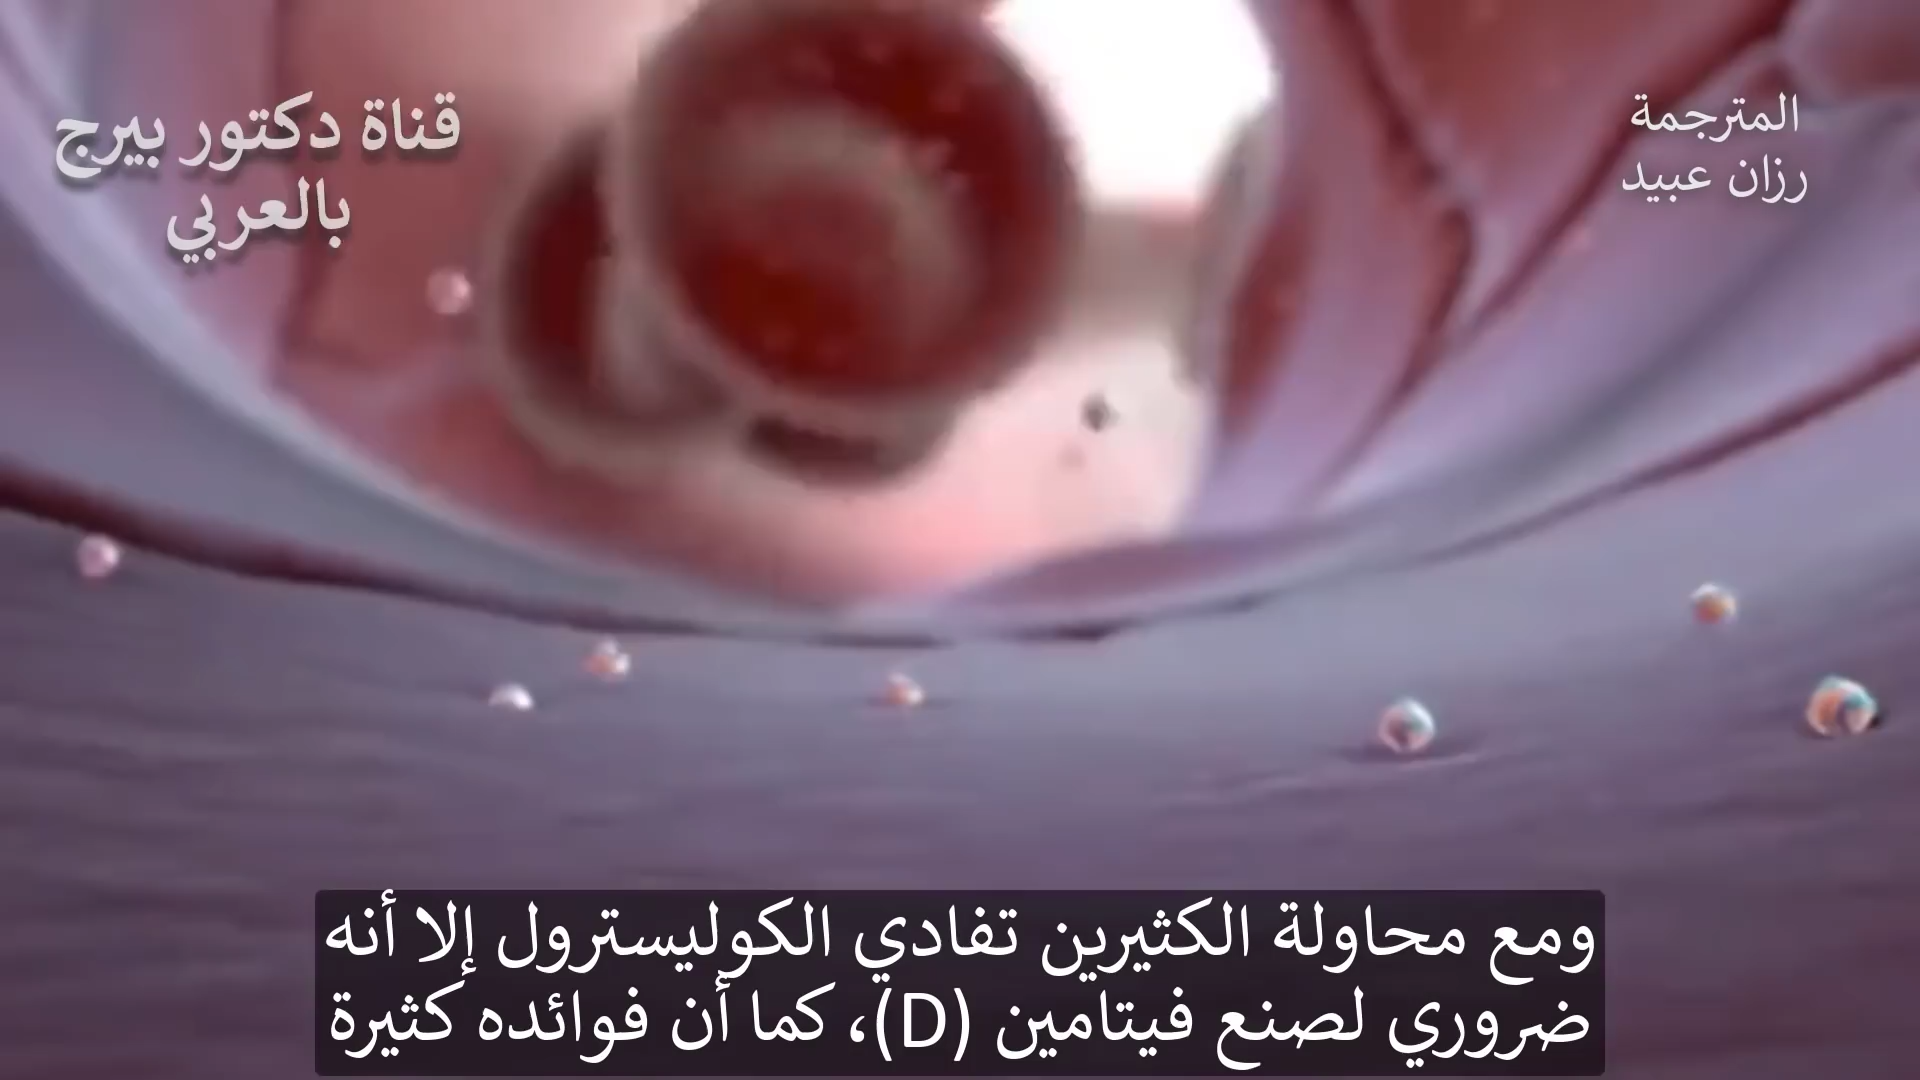 المترجمة
رزان عبيد
قناة دكتور بيرج
بالعربي
ومع محاولة الكثيرين تفادي الكوليسترول إلا أنه
ضروري لصنع فيتامين (D)، كما أن فوائده كثيرة